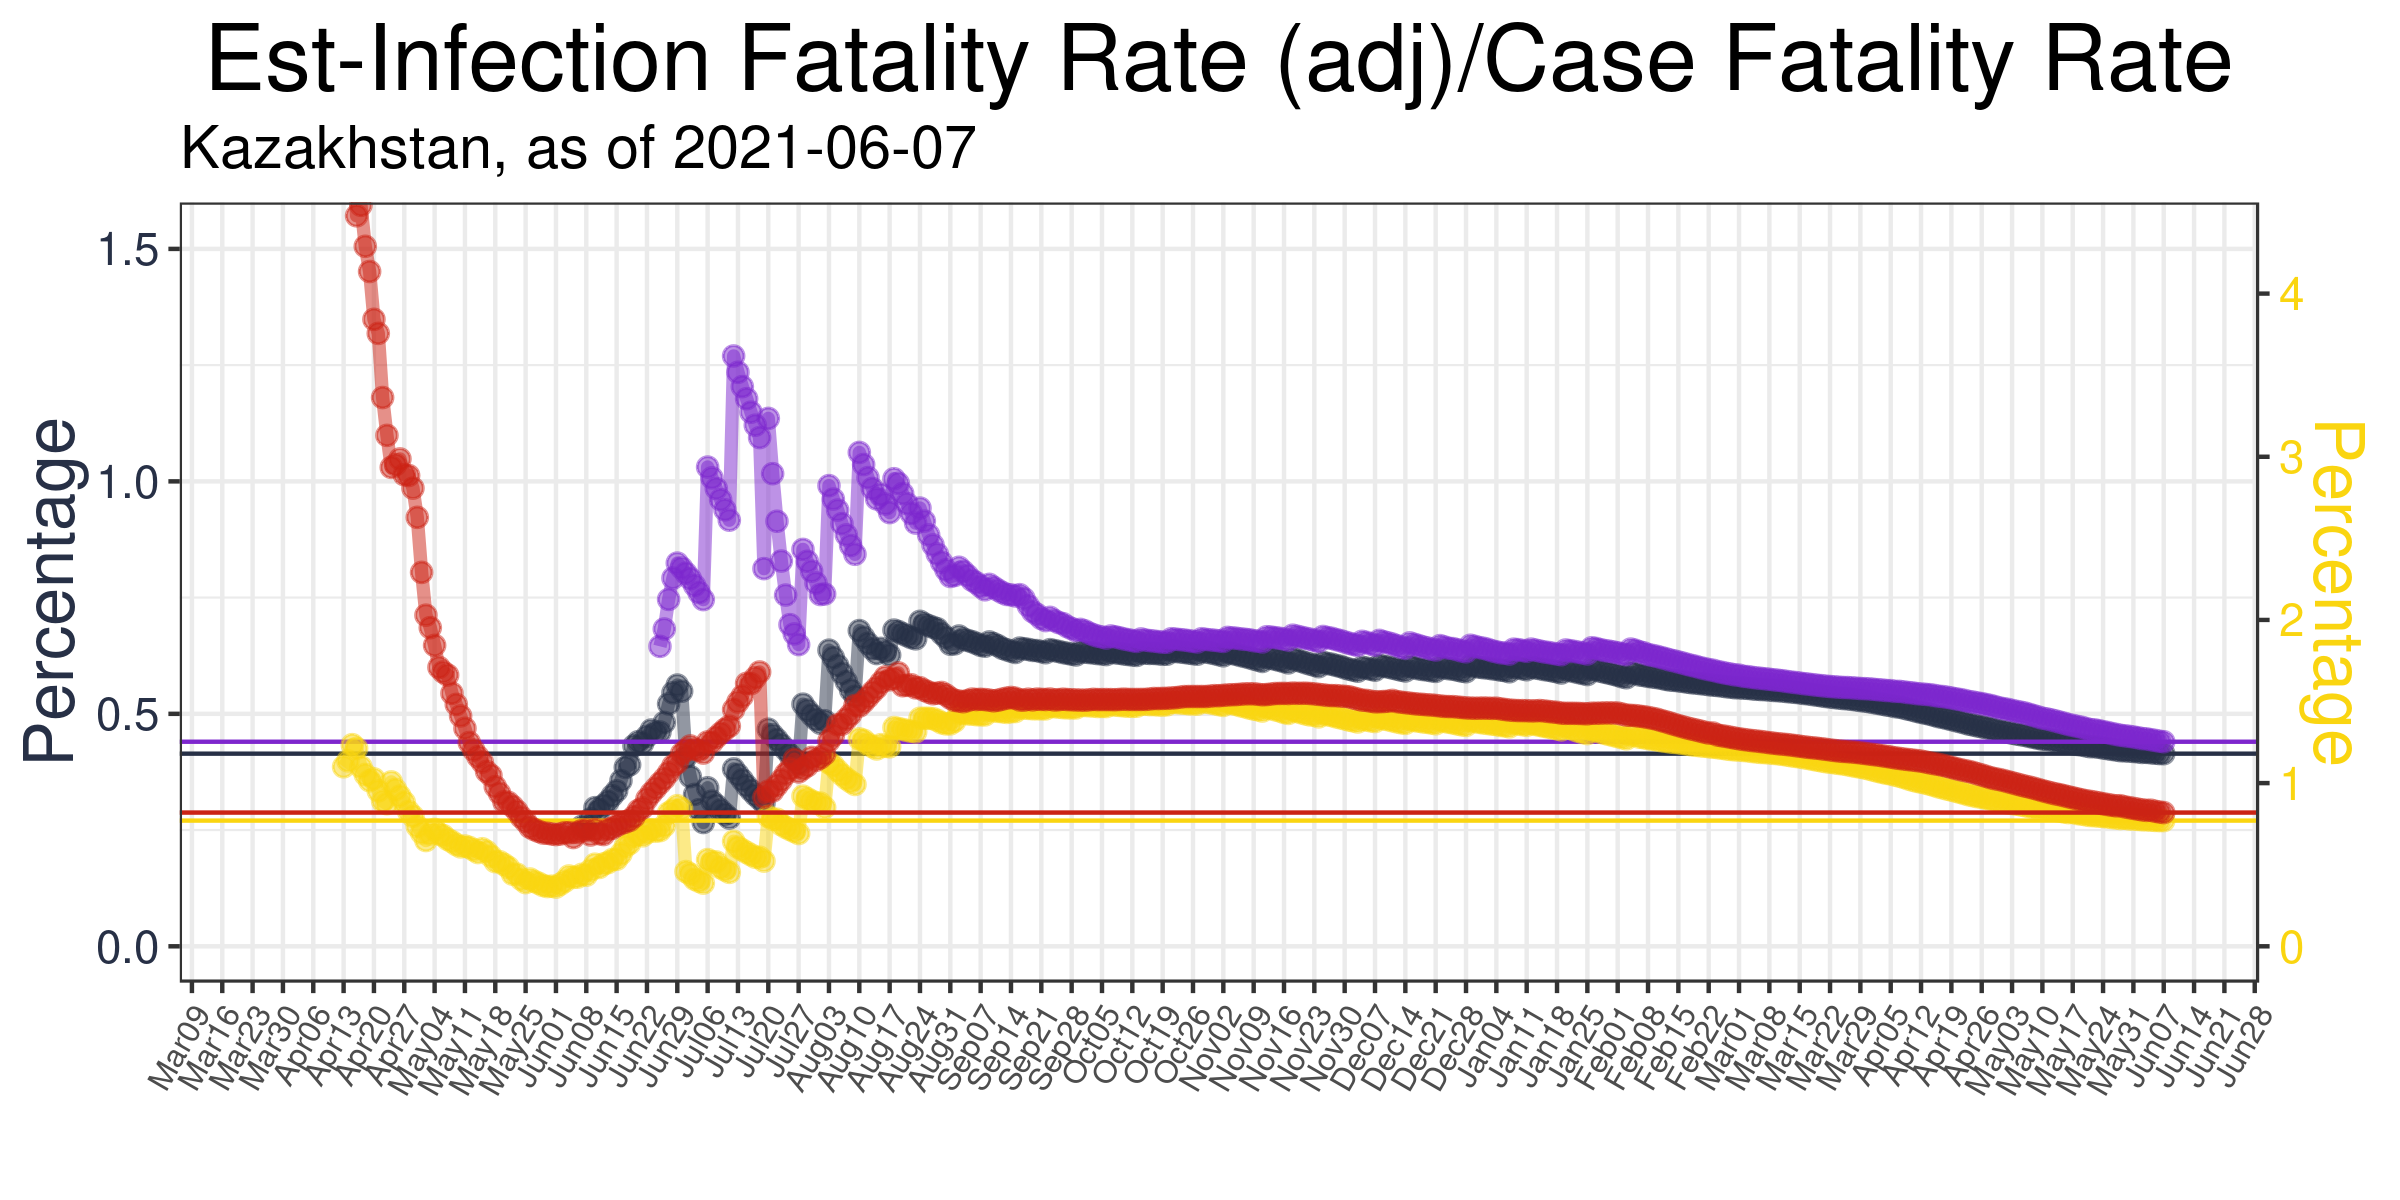 Est-Infection Fatality Rate (adj)/Case Fatality Rate
Kazakhstan, as of 2021-06-07
Percentage
1.5
1.0
0.5
0.0
4
3
2
1
0
Percentage
Mar09
Mar16
Mar23
Mar30
Apr06
Apr13
Apr20
Apr27
May04
May11
May18
May25
Jun01
Jun08
Jun15
Jun22
Jun29
Jul06
Jul13
Jul20
Jul27
Aug03
Aug10
Aug17
Aug24
Aug31
Sep07
Sep14
Sep21
Sep28
Oct05
Oct12
Oct19
Oct26
Nov02
Nov09
Nov16
Nov23
Nov30
Dec07
Dec14
Dec21
Dec28
Jan04
Jan11
Jan18
Jan25
Feb01
Feb08
Feb15
Feb22
Mar01
Mar08
Mar15
Mar22
Mar29
Apr05
Apr12
Apr19
Apr26
May03
May10
May17
May24
May31
Jun07
Jun14
Jun21
Jun28